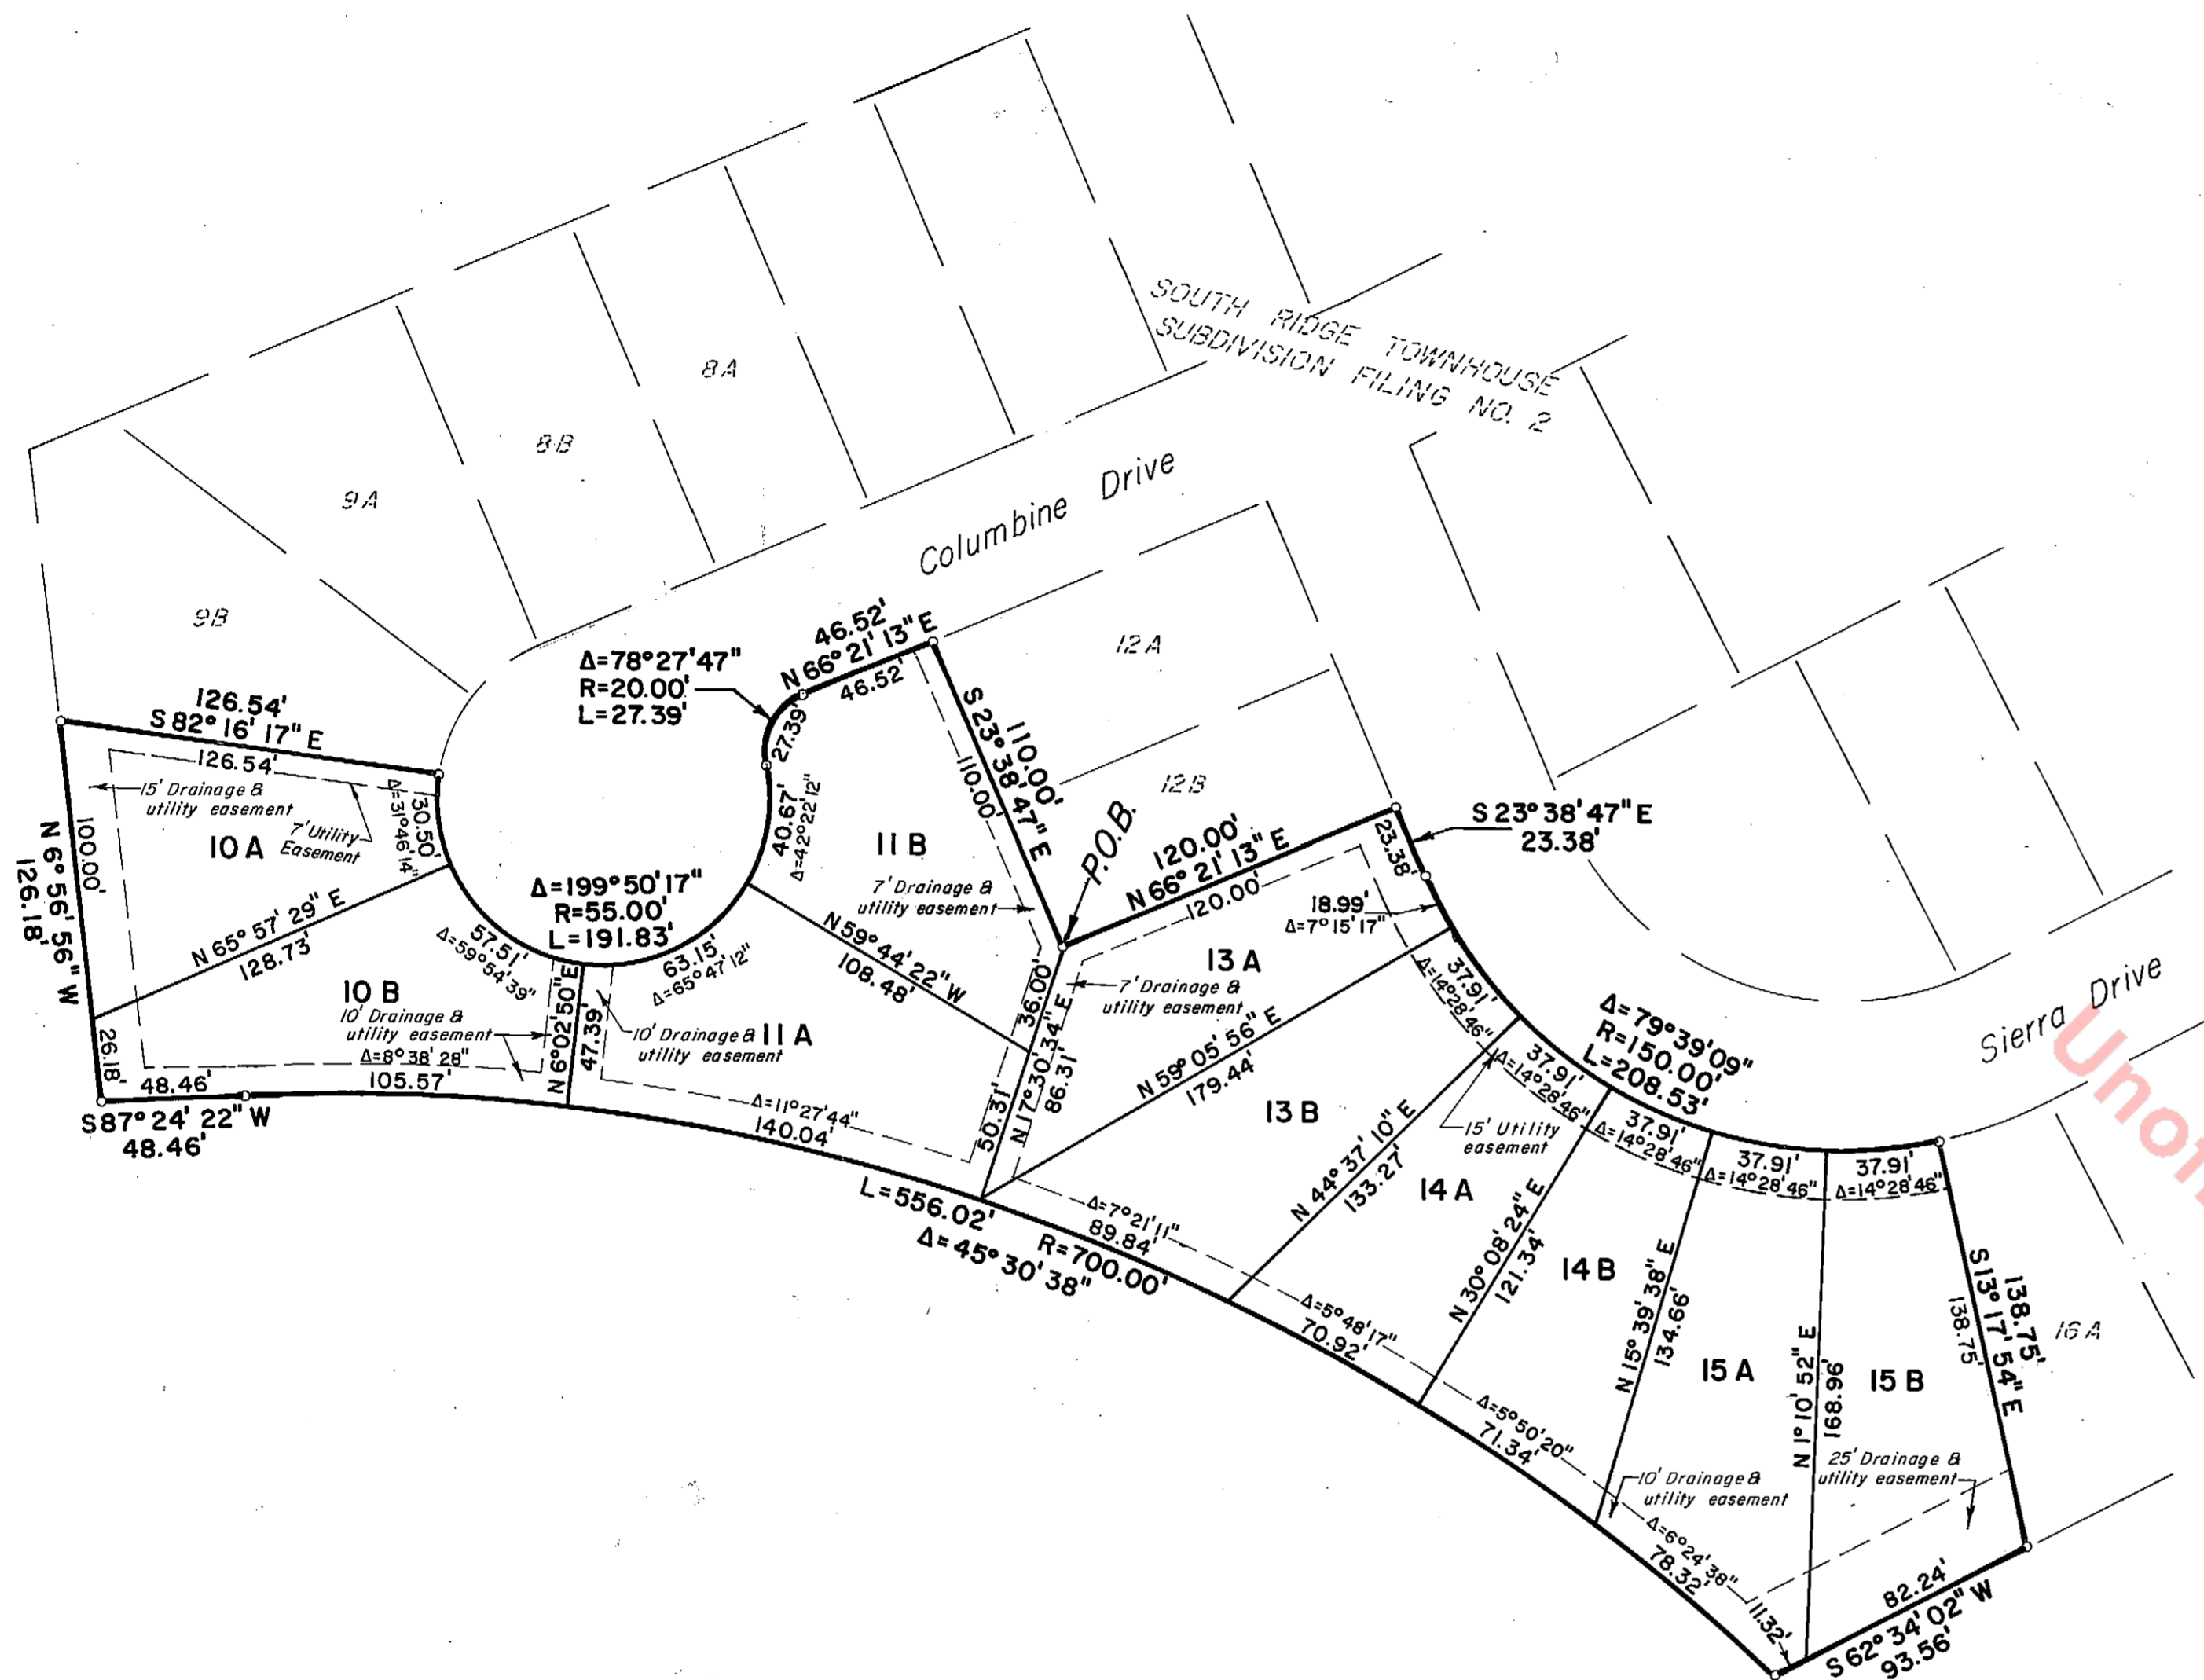 SOUTH RIDGE TOWNHOUSE
SUBDIVISION FILING NO. 2
8A
8B
9A
9B
Columbine Drive
12A
12B
46.52'
N 66° 21' 13" E
46.52'
Δ=78°27'47"
R=20.00'
L=27.39'
27.39'
S 23° 38' 47" E
110.00'
110.00'
126.54'
S 82° 16' 17" E
126.54'
15' Drainage &
utility easement
7' Utility
Easement
10 A
30.50'
Δ=31°46'14"
100.00'
N 6° 56' 56" W
126.18'
26.18'
N 65° 57' 29" E
128.73'
Δ=199°50'17"
R=55.00'
L=191.83'
40.67'
Δ=42°22'12"
11 B
7' Drainage &
utility easement
P.O.B.
120.00'
N 66° 21' 13" E
120.00'
S 23° 38' 47" E
23.38'
23.38'
18.99'
Δ=7°15'17"
57.51'
Δ=59°54'39"
63.15'
Δ=65°47'12"
N 59° 44' 22" W
108.48'
10 B
10' Drainage &
utility easement
Δ=8°38'28"
105.57'
48.46'
S 87° 24' 22" W
48.46'
N 6°02'50" E
47.39'
10' Drainage &
utility easement
11 A
Δ=11°27'44"
140.04'
36.00'
50.31'
N 17°30'34" E
86.31'
13 A
7' Drainage &
utility easement
N 59° 05' 56" E
179.44'
13 B
37.91'
Δ=14°28'46"
37.91'
Δ=14°28'46"
37.91'
Δ=14°28'46"
37.91'
Δ=14°28'46"
37.91'
Δ=14°28'46"
Δ=79°39'09"
R=150.00'
L=208.53'
Sierra Drive
Unof
15' Utility
easement
N 44° 37' 10" E
133.27'
14 A
L=556.02'
R=700.00'
Δ=45°30'38"
Δ=7°21'11"
89.84'
N 30° 08' 24" E
121.34'
14 B
Δ=5°48'17"
70.92'
N 15° 39' 38" E
134.66'
15 A
N 1° 10' 52" E
168.96'
15 B
S 13° 17' 54" E
138.75'
138.75'
16 A
Δ=5°50'20"
71.34'
10' Drainage &
utility easement
25' Drainage &
utility easement
Δ=6°24'38"
78.32'
11.32'
82.24'
S 62° 34' 02" W
93.56'